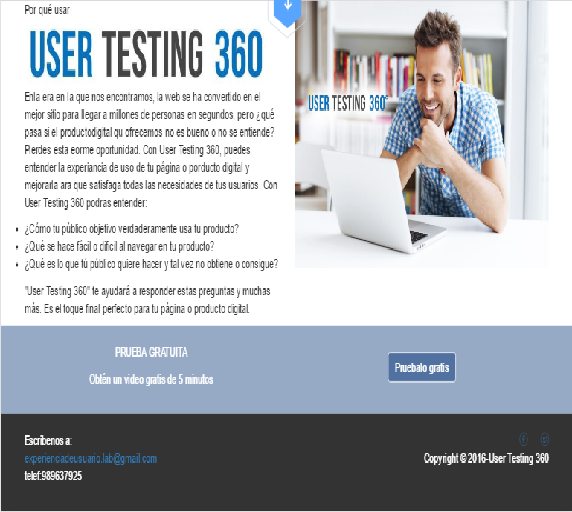 Por qué usar
USER TESTING 360
En la era en la que nos encontramos, la web se ha convertido en el
mejor sitio para llegar a millones de personas en segundos, pero ¿qué
pasa si el productodigital qu ofrecemos no es bueno o no se entiende?
Pierdes esta eorme oportunidad. Con User Testing 360, puedes
entender la experiancia de uso de tu página o porducto digital y
mejorarla ara que satisfaga todas las necesidades de tus usuarios. Con
User Testing 360 podras entender:
¿Cómo tu público objetivo verdaderamente usa tu producto?
¿Qué se hace fácil o dificil al navegar en tu producto?
¿Qué es lo que tú público quiere hacer y tal vez no obtiene o consigue?
"User Testing 360" te ayudará a responder estas preguntas y muchas
más. Es el toque final perfecto para tu página o producto digital.
USER TESTING 360°
PRUEBA GRATUITA
Obtén un video gratis de 5 minutos
Pruebalo gratis
Escribenos a:
experienciadeusuario.lab@gmail.com
telef:989637925
Copyright © 2016-User Testing 360